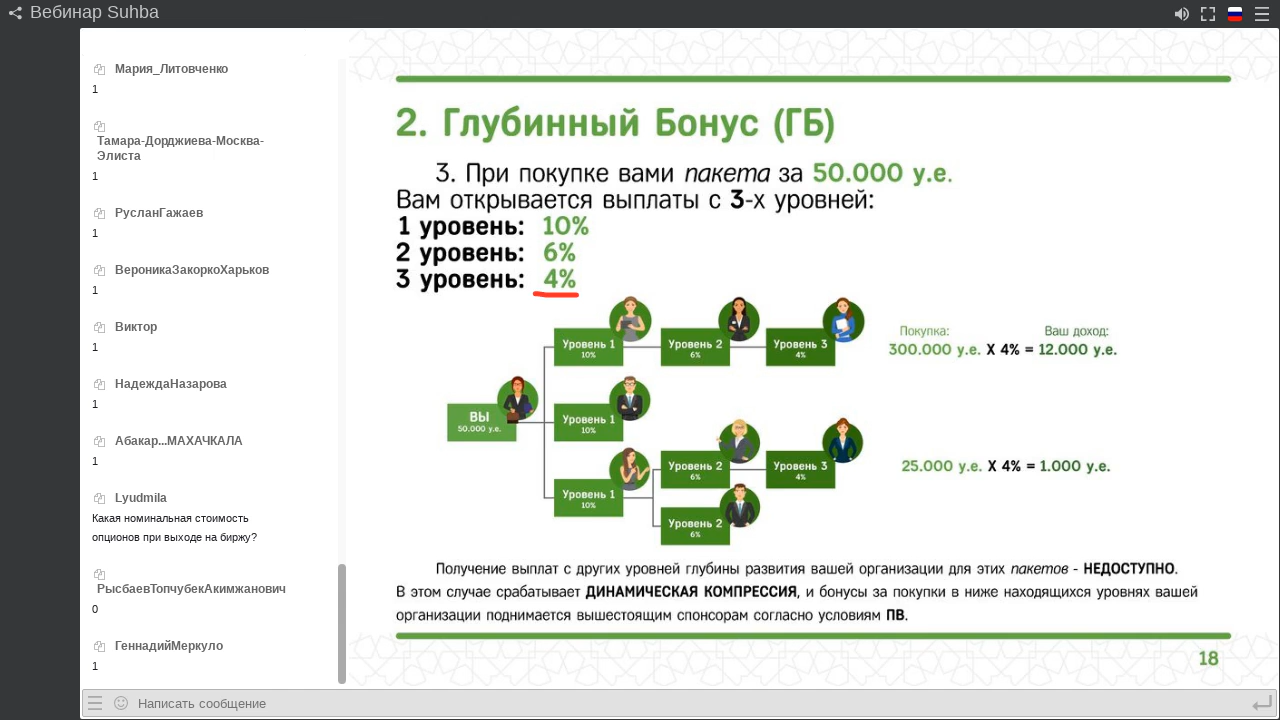 Вебинар Suhba
Мария_Литовченко
1
Тамара-Дорджиева-Москва-
Элиста
1
РусланГажаев
1
ВероникаЗакоркоХарьков
1
Виктор
1
НадеждаНазарова
1
Абакар...МАХАЧКАЛА
1
Lyudmila
Какая номинальная стоимость
опционов при выходе на биржу?
РысбаевТопчубекАкимжанович
0
ГеннадийМеркуло
1
Написать сообщение
2. Глубинный Бонус (ГБ)
3. При покупке вами пакета за 50.000 у.е.
Вам открывается выплаты с 3-х уровней:
1 уровень: 10%
2 уровень: 6%
3 уровень: 4%
Уровень 1
10%
Уровень 2
6%
Уровень 3
4%
Покупка:
Ваш доход:
300.000 у.е. X 4% = 12.000 у.е.
ВЫ
50.000 у.е.
Уровень 1
10%
Уровень 1
10%
Уровень 2
6%
Уровень 3
4%
25.000 у.е. X 4% = 1.000 у.е.
Уровень 2
6%
Получение выплат с других уровней глубины развития вашей организации для этих пакетов - НЕДОСТУПНО.
В этом случае срабатывает ДИНАМИЧЕСКАЯ КОМПРЕССИЯ, и бонусы за покупки в ниже находящихся уровнях вашей
организации поднимается вышестоящим спонсорам согласно условиям ПВ.
18